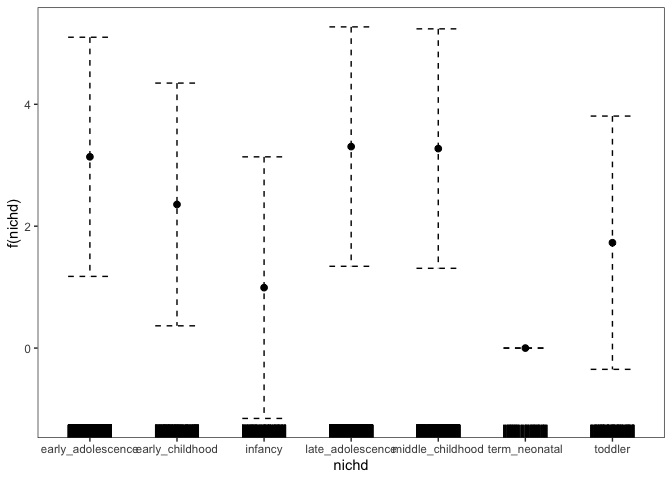 4
2
0
f(nichd)
early_adolescence early_childhood infancy late_adolescence middle_childhood term_neonatal toddler
nichd